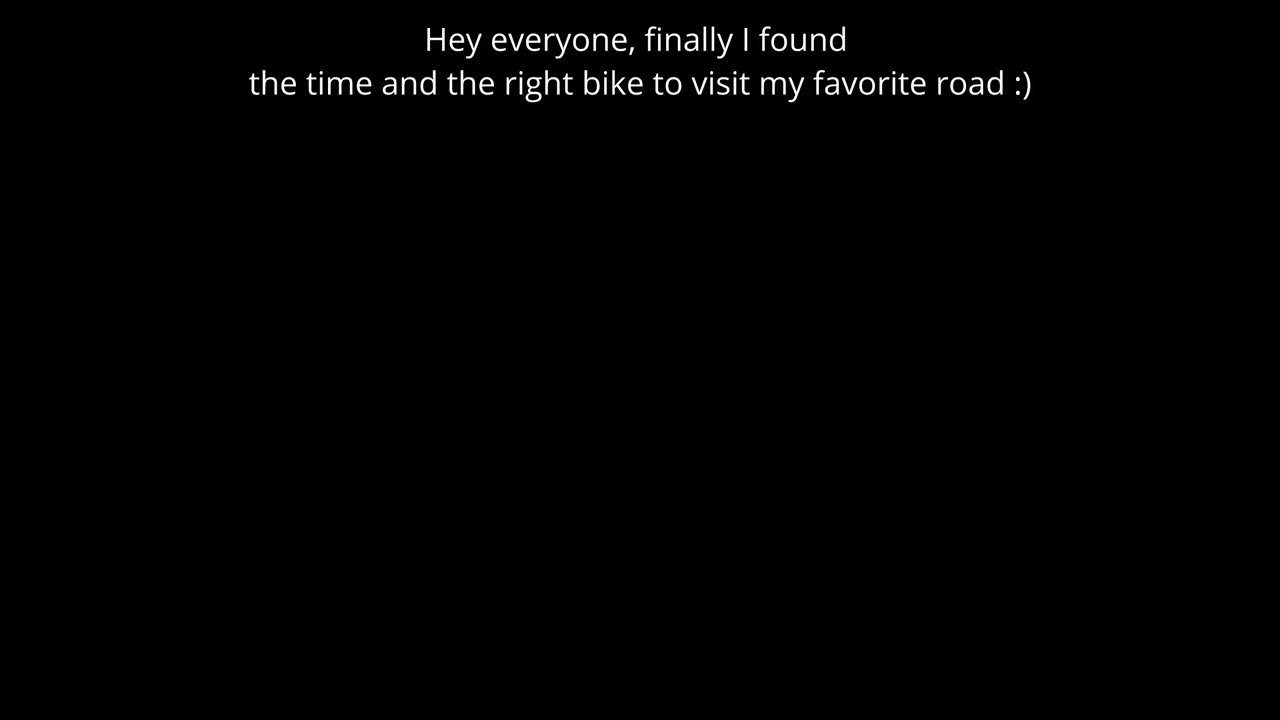 Hey everyone, finally I found
the time and the right bike to visit my favorite road :)